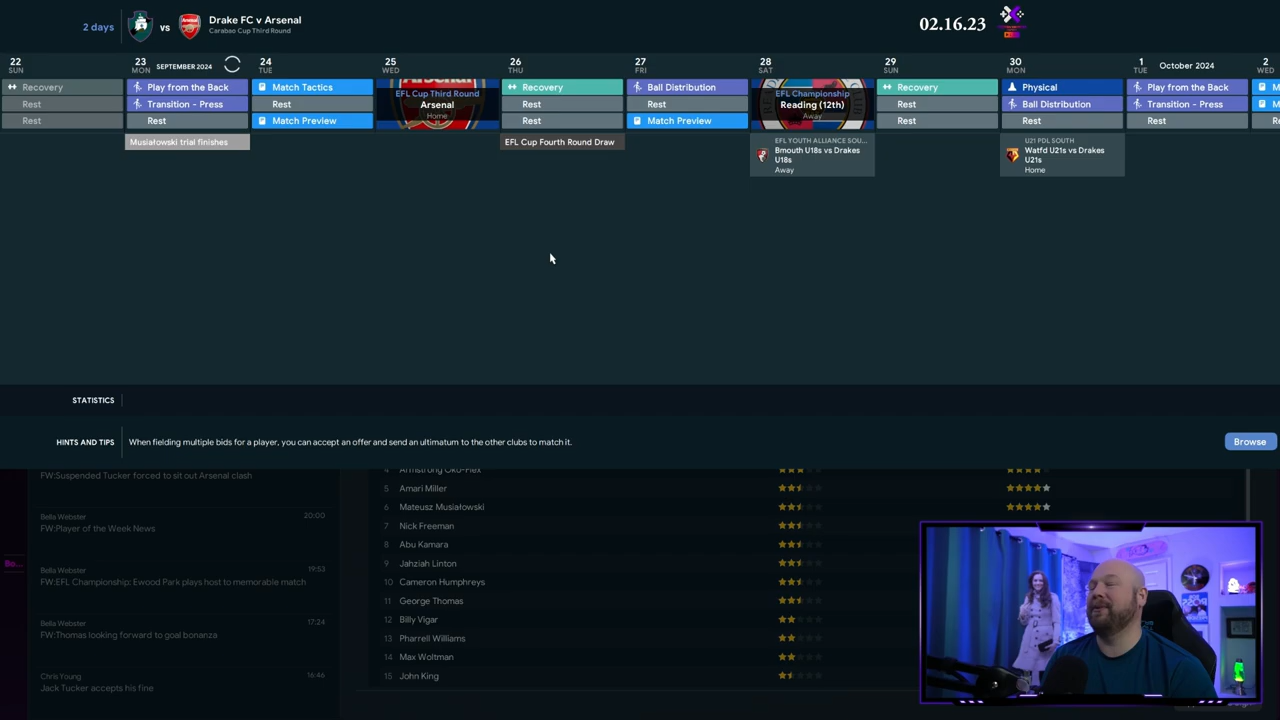 2 days
vs
Drake FC v Arsenal
Carabao Cup Third Round
02.16.23
22
SUN
23
MON
SEPTEMBER 2024
24
TUE
25
WED
26
THU
27
FRI
28
SAT
29
SUN
30
MON
1
TUE
October 2024
2
WED
Recovery
Rest
Rest
Play from the Back
Transition - Press
Rest
Musiałowski trial finishes
Match Tactics
Rest
Match Preview
Arsenal
EFL Cup Third Round
Arsenal
Home
Recovery
Rest
Rest
EFL Cup Fourth Round Draw
Ball Distribution
Rest
Match Preview
EFL Championship
Reading (12th)
Away
EFL YOUTH ALLIANCE SOU...
Bmouth U18s vs Drakes
U18s
Away
Recovery
Rest
Rest
Physical
Ball Distribution
Rest
U21 PDL SOUTH
Watfd U21s vs Drakes
U21s
Home
Play from the Back
Transition - Press
Rest
M
M
Re
STATISTICS
HINTS AND TIPS
When fielding multiple bids for a player, you can accept an offer and send an ultimatum to the other clubs to match it.
Browse
FW:Suspended Tucker forced to sit out Arsenal clash
Bella Webster
20:00
FW:Player of the Week News
Bo...
Bella Webster
19:53
FW:EFL Championship: Ewood Park plays host to memorable match
Bella Webster
17:24
FW:Thomas looking forward to goal bonanza
Chris Young
16:46
Jack Tucker accepts his fine
4 Armstrong Oko-Flex
5 Amari Miller
6 Mateusz Musiałowski
7 Nick Freeman
8 Abu Kamara
9 Jahziah Linton
10 Cameron Humphreys
11 George Thomas
12 Billy Vigar
13 Pharrell Williams
14 Max Woltman
15 John King